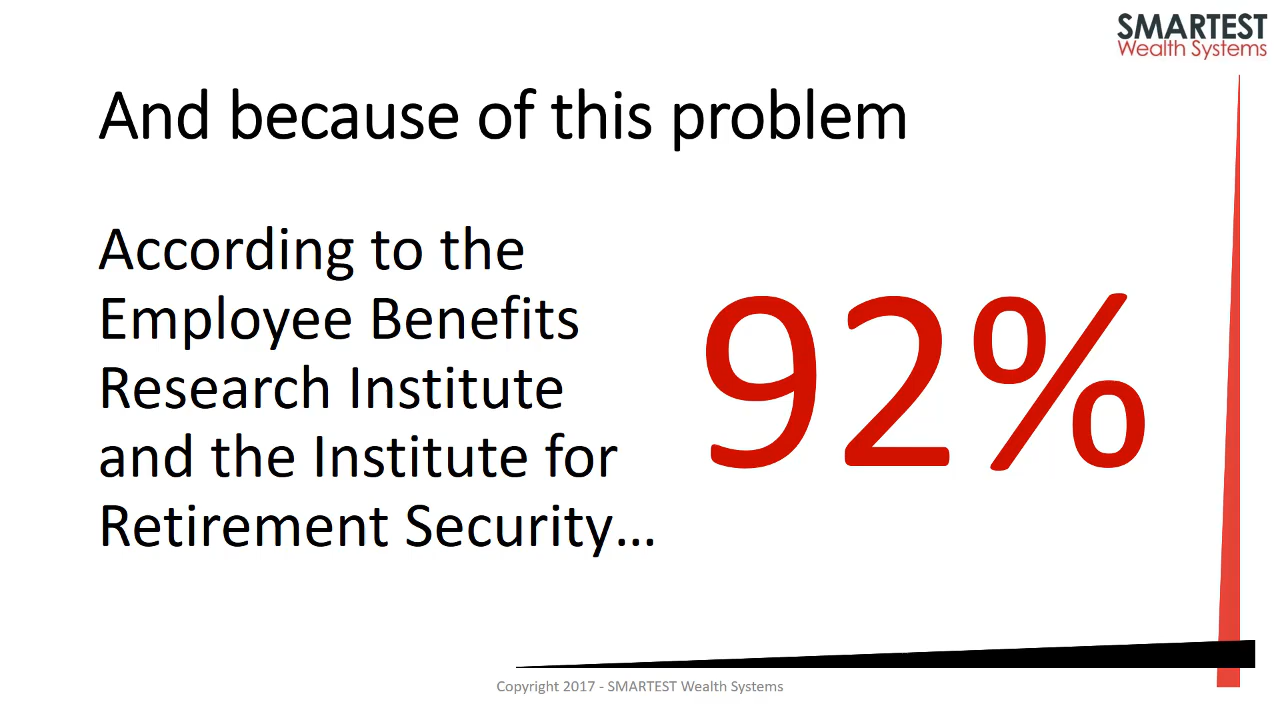 SMARTEST
Wealth Systems
And because of this problem
According to the
Employee Benefits
Research Institute
and the Institute for
Retirement Security...
92%
Copyright 2017 - SMARTEST Wealth Systems